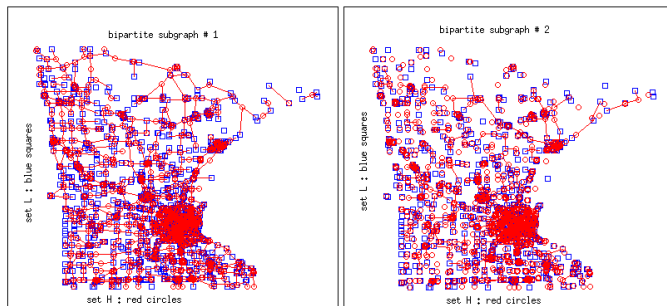 bipartite subgraph # 1
set L : blue squares
set H : red circles
bipartite subgraph # 2
set L : blue squares
set H : red circles